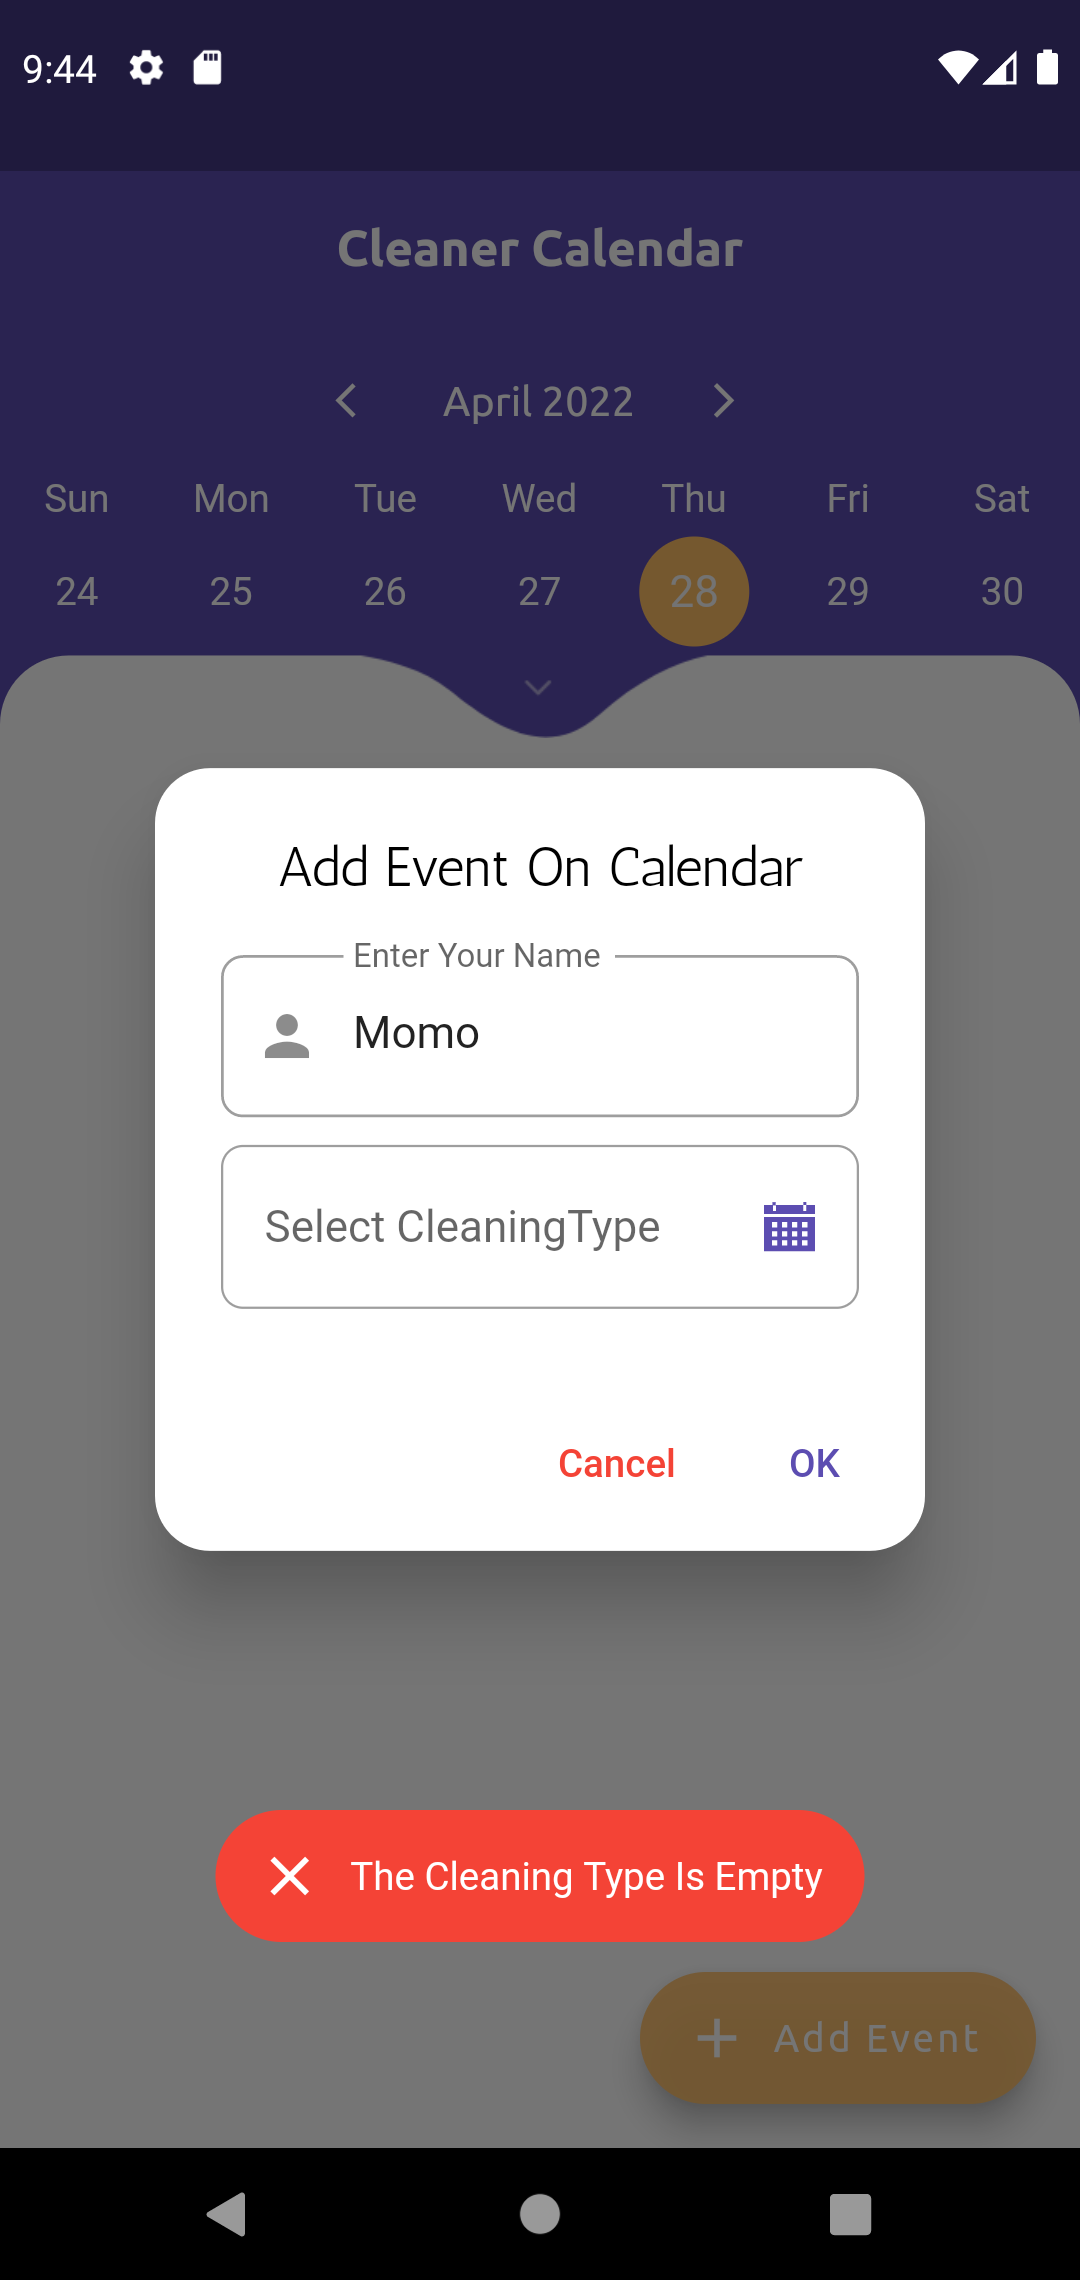 9:44
Cleaner Calendar
April 2022
Sun Mon Tue Wed Thu Fri Sat
24 25 26 27 28 29 30
Add Event On Calendar
Enter Your Name
Momo
Select CleaningType
Cancel OK
The Cleaning Type Is Empty
Add Event